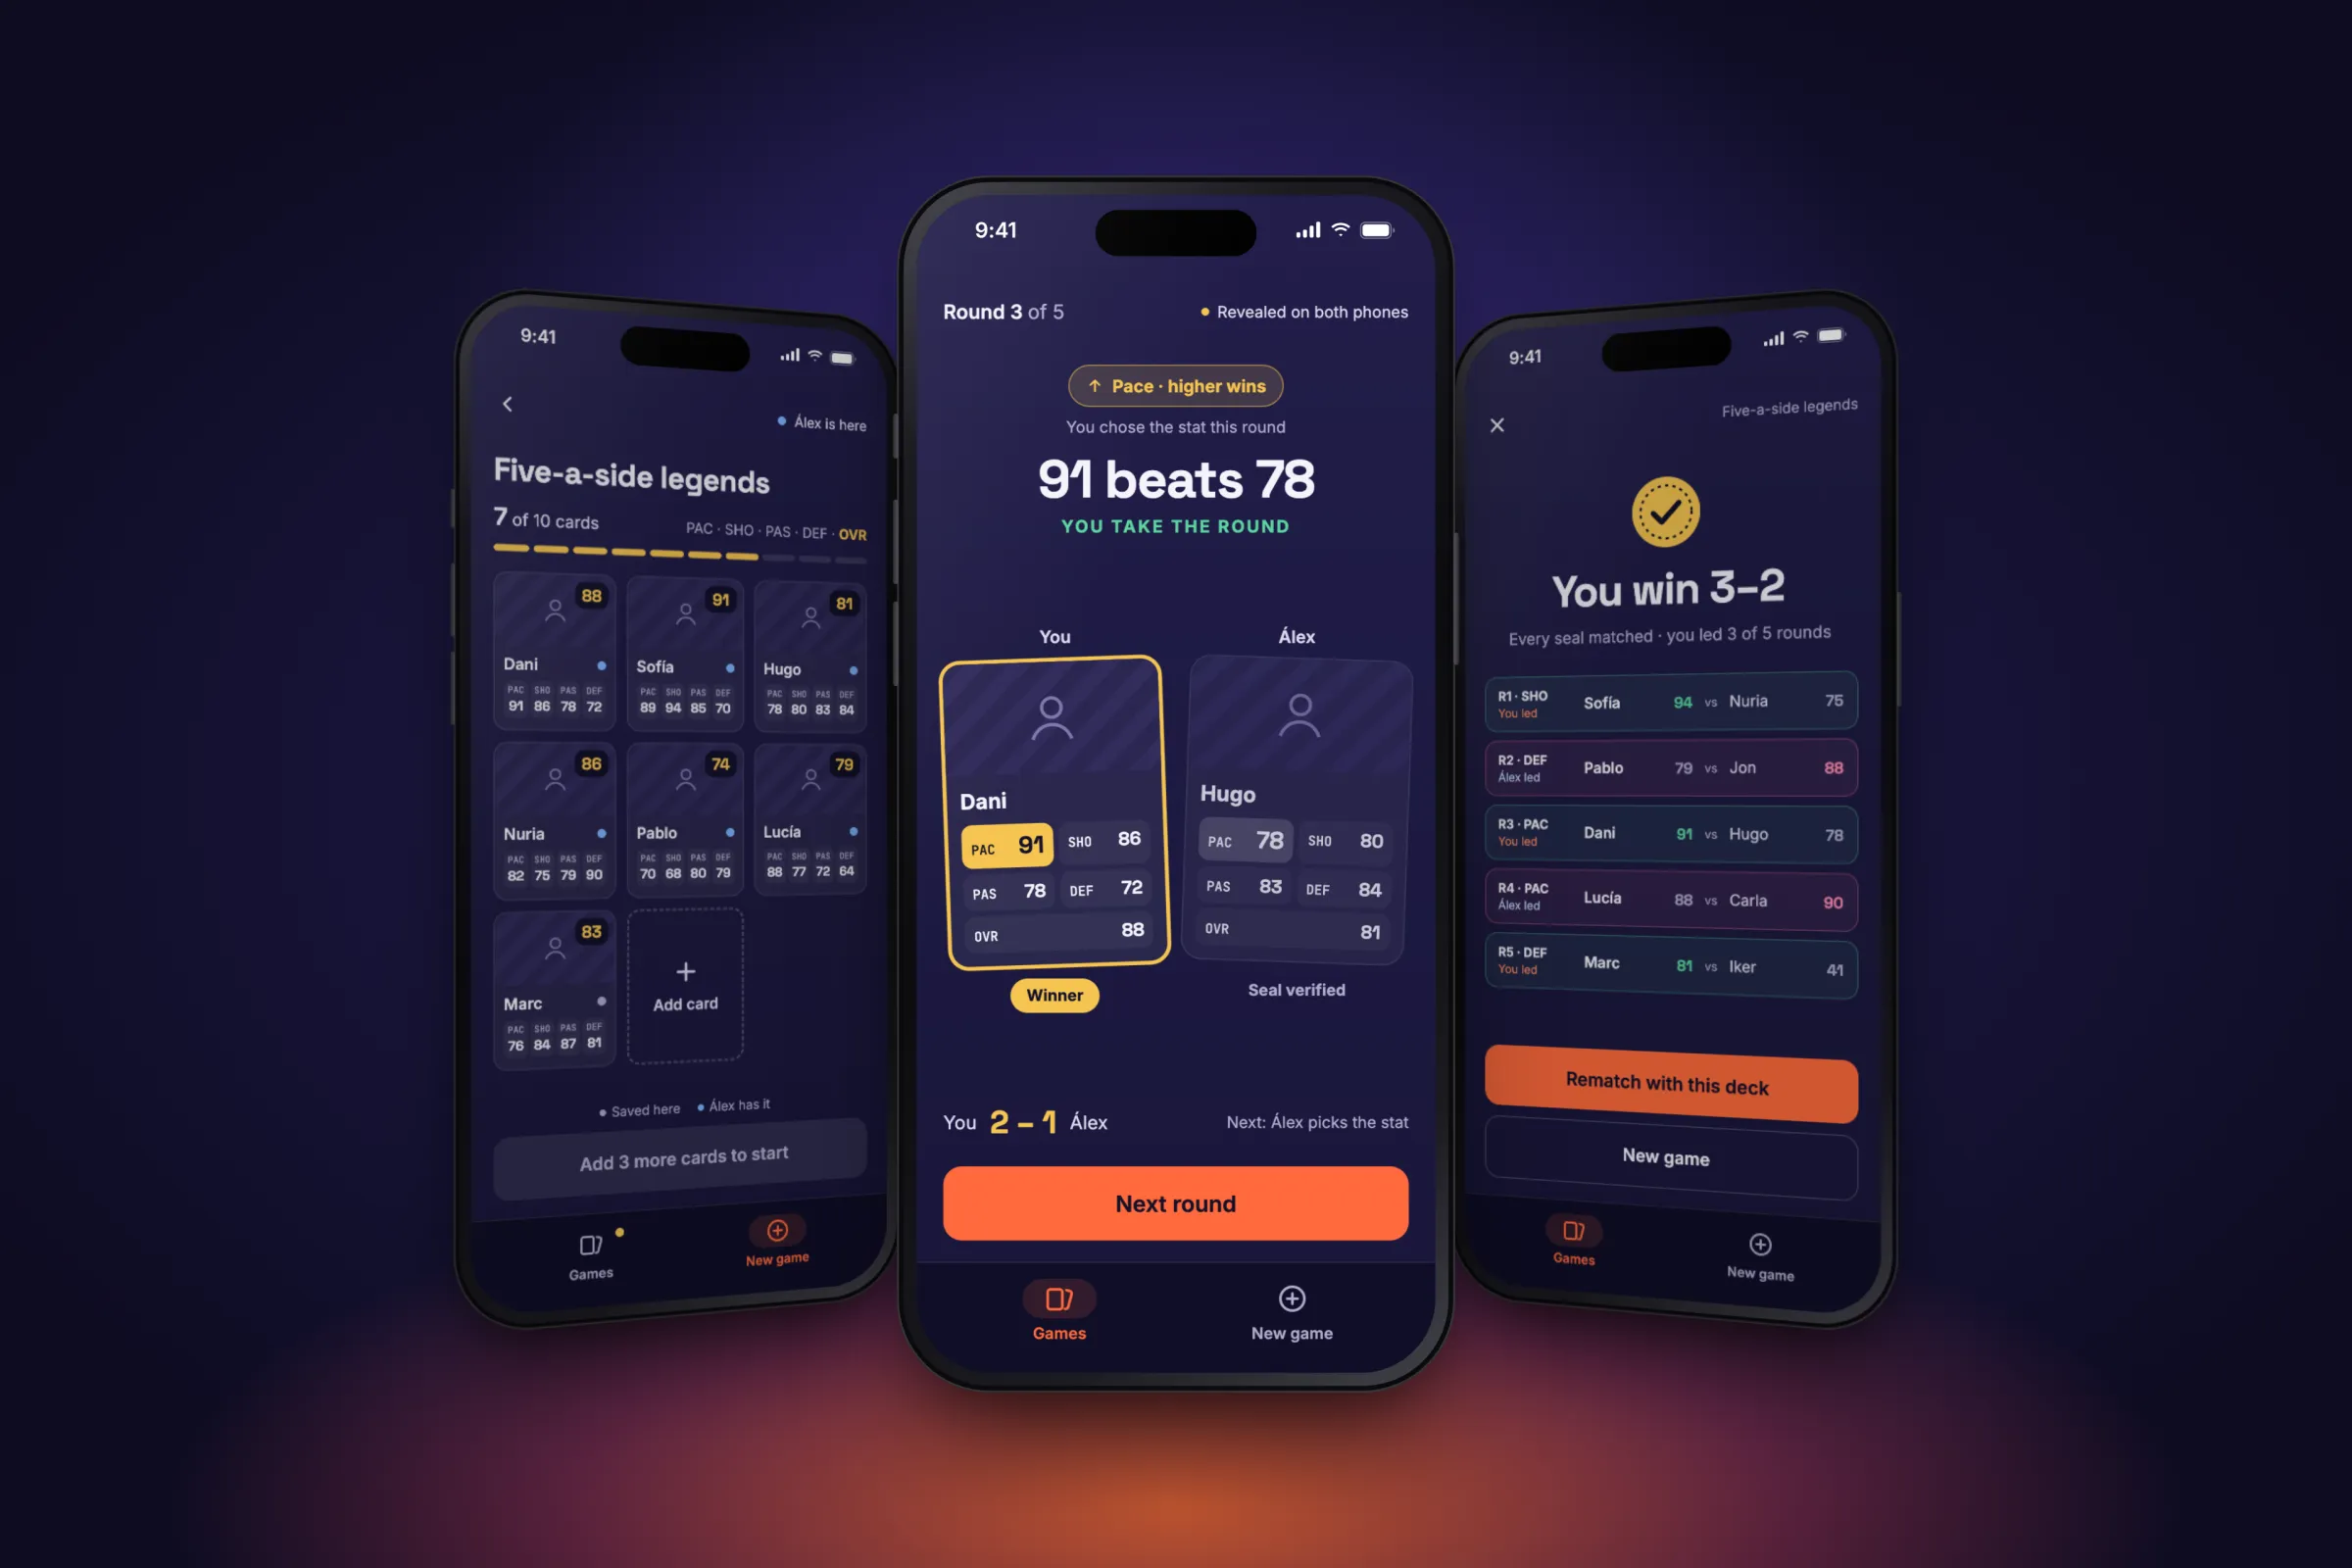 9:41
Álex is here
Five-a-side legends
7 of 10 cards
PAC · SHO · PAS · DEF · OVR
88
Dani
PAC SHO PAS DEF
91 86 78 72
91
Sofía
PAC SHO PAS DEF
89 94 85 70
81
Hugo
PAC SHO PAS DEF
78 80 83 84
86
Nuria
PAC SHO PAS DEF
82 75 79 90
74
Pablo
PAC SHO PAS DEF
70 68 80 79
79
Lucía
PAC SHO PAS DEF
88 77 72 64
83
Marc
PAC SHO PAS DEF
76 84 87 81
Add card
Saved here
Álex has it
Add 3 more cards to start
Games
New game
9:41
Round 3 of 5
Revealed on both phones
Pace · higher wins
You chose the stat this round
91 beats 78
YOU TAKE THE ROUND
You
Dani
PAC 91 SHO 86
PAS 78 DEF 72
OVR 88
Winner
Álex
Hugo
PAC 78 SHO 80
PAS 83 DEF 84
OVR 81
Seal verified
You 2 – 1 Álex
Next: Álex picks the stat
Next round
Games
New game
9:41
Five-a-side legends
You win 3–2
Every seal matched · you led 3 of 5 rounds
R1 · SHO
You led
Sofía 94 vs Nuria 75
R2 · DEF
Álex led
Pablo 79 vs Jon 88
R3 · PAC
You led
Dani 91 vs Hugo 78
R4 · PAC
Álex led
Lucía 88 vs Carla 90
R5 · DEF
You led
Marc 81 vs Iker 41
Rematch with this deck
New game
Games
New game